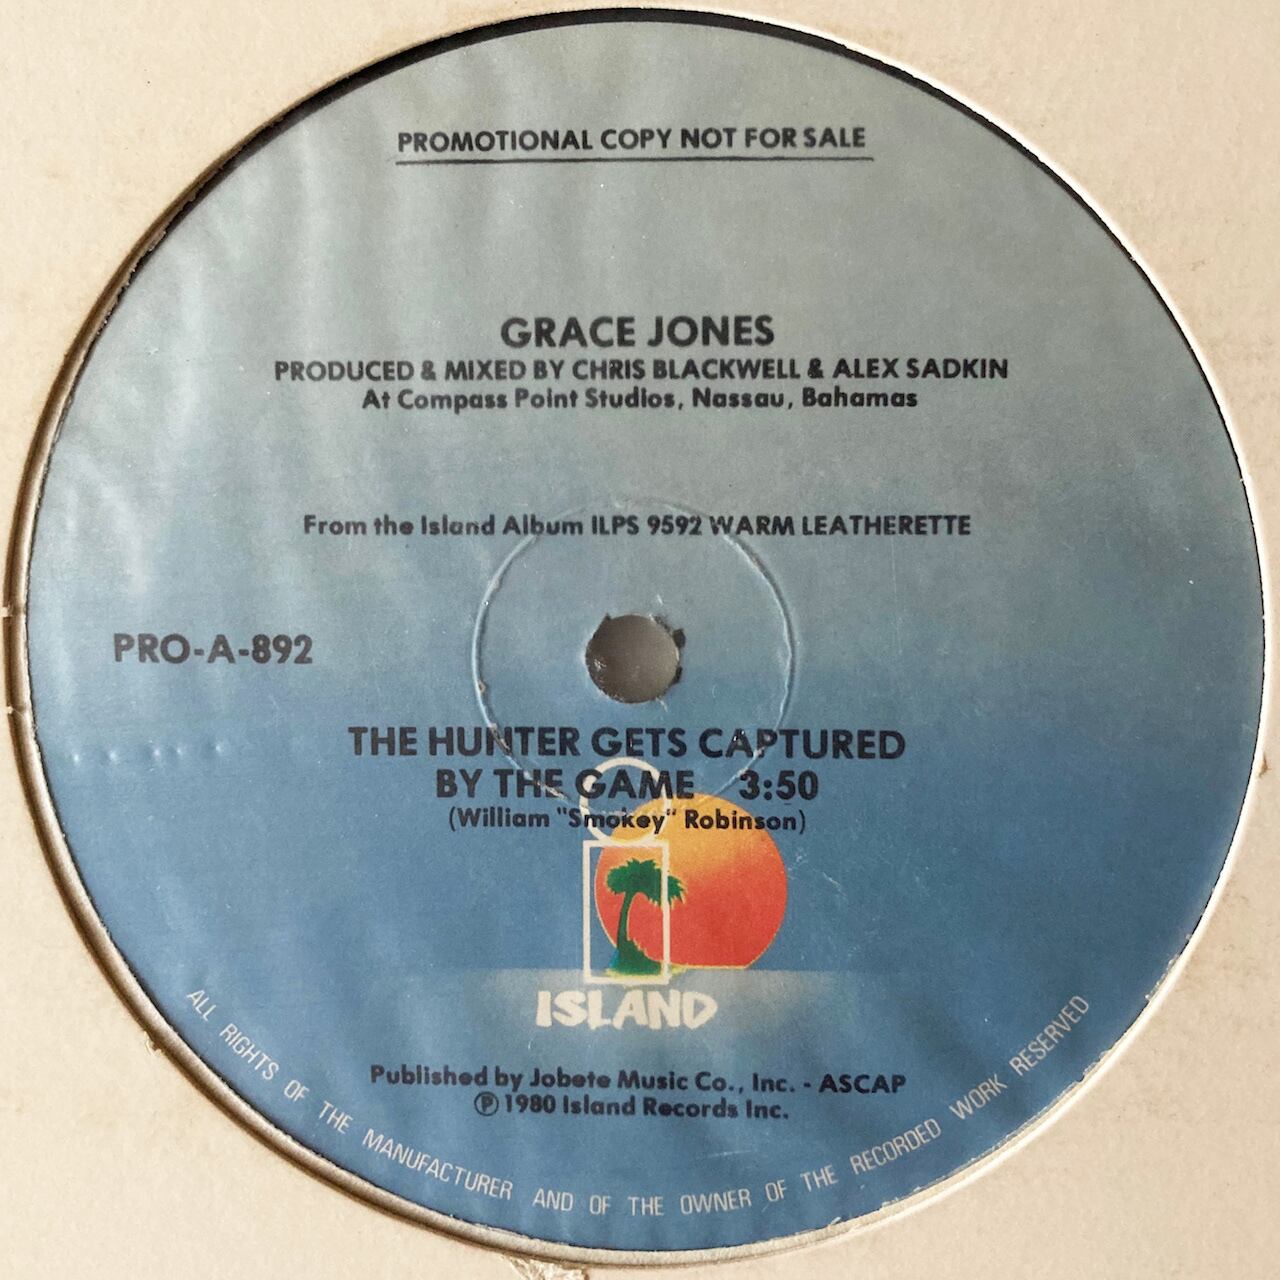 PROMOTIONAL COPY NOT FOR SALE
GRACE JONES
PRODUCED & MIXED BY CHRIS BLACKWELL & ALEX SADKIN
At Compass Point Studios, Nassau, Bahamas
From the Island Album ILPS 9592 WARM LEATHERETTE
PRO-A-892
THE HUNTER GETS CAPTURED
BY THE GAME 3:50
(William "Smokey" Robinson)
ISLAND
Published by Jobete Music Co., Inc. - ASCAP
℗ 1980 Island Records Inc.
ALL RIGHTS OF THE MANUFACTURER AND OF THE OWNER OF THE RECORDED WORK RESERVED